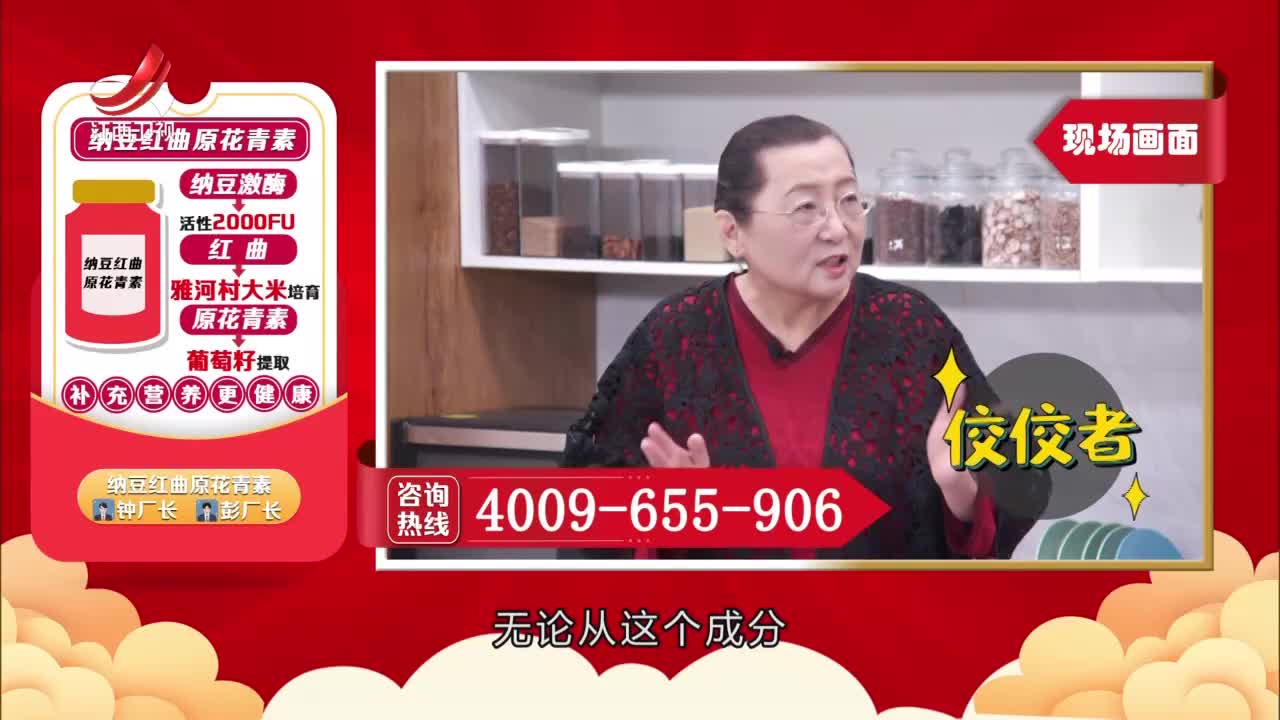 江西卫视
纳豆红曲原花青素
纳豆激酶
活性2000FU
红曲
雅河村大米培育
原花青素
葡萄籽提取
纳豆红曲
原花青素
补充营养更健康
纳豆红曲原花青素
钟厂长 彭厂长
现场画面
佼佼者
咨询
热线
4009-655-906
无论从这个成分